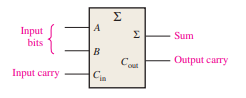 Σ
Input bits
A
Σ
Sum
B
Input carry
C_in
C_out
Output carry